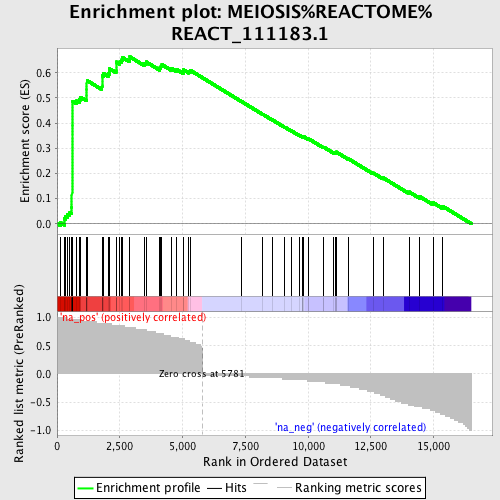 Enrichment plot: MEIOSIS%REACTOME%
REACT_111183.1
Enrichment score (ES)
0.6
0.5
0.4
0.3
0.2
0.1
0.0
Ranked list metric (PreRanked)
1.0
0.5
0.0
-0.5
-1.0
'na_pos' (positively correlated)
Zero cross at 5781
'na_neg' (negatively correlated)
0
2,500
5,000
7,500
10,000
12,500
15,000
Rank in Ordered Dataset
Enrichment profile
Hits
Ranking metric scores